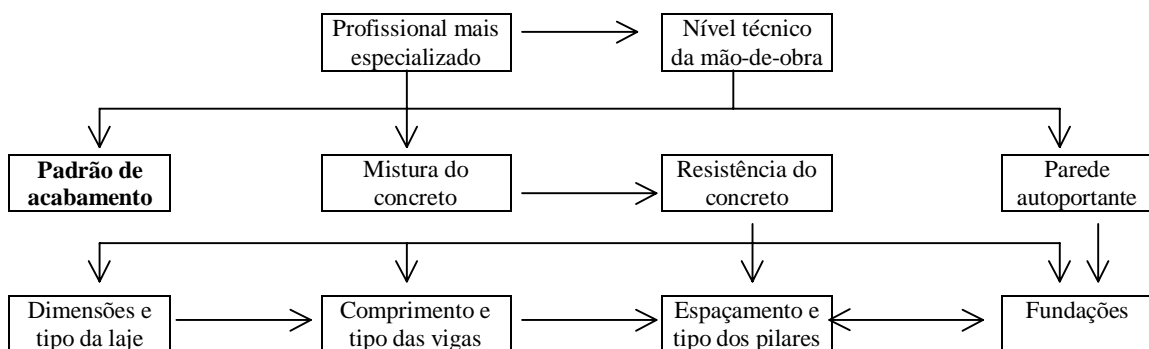 Profissional mais
especializado
Nível técnico
da mão-de-obra
Padrão de
acabamento
Mistura do
concreto
Resistência do
concreto
Parede
autoportante
Dimensões e
tipo da laje
Comprimento e
tipo das vigas
Espaçamento e
tipo dos pilares
Fundações